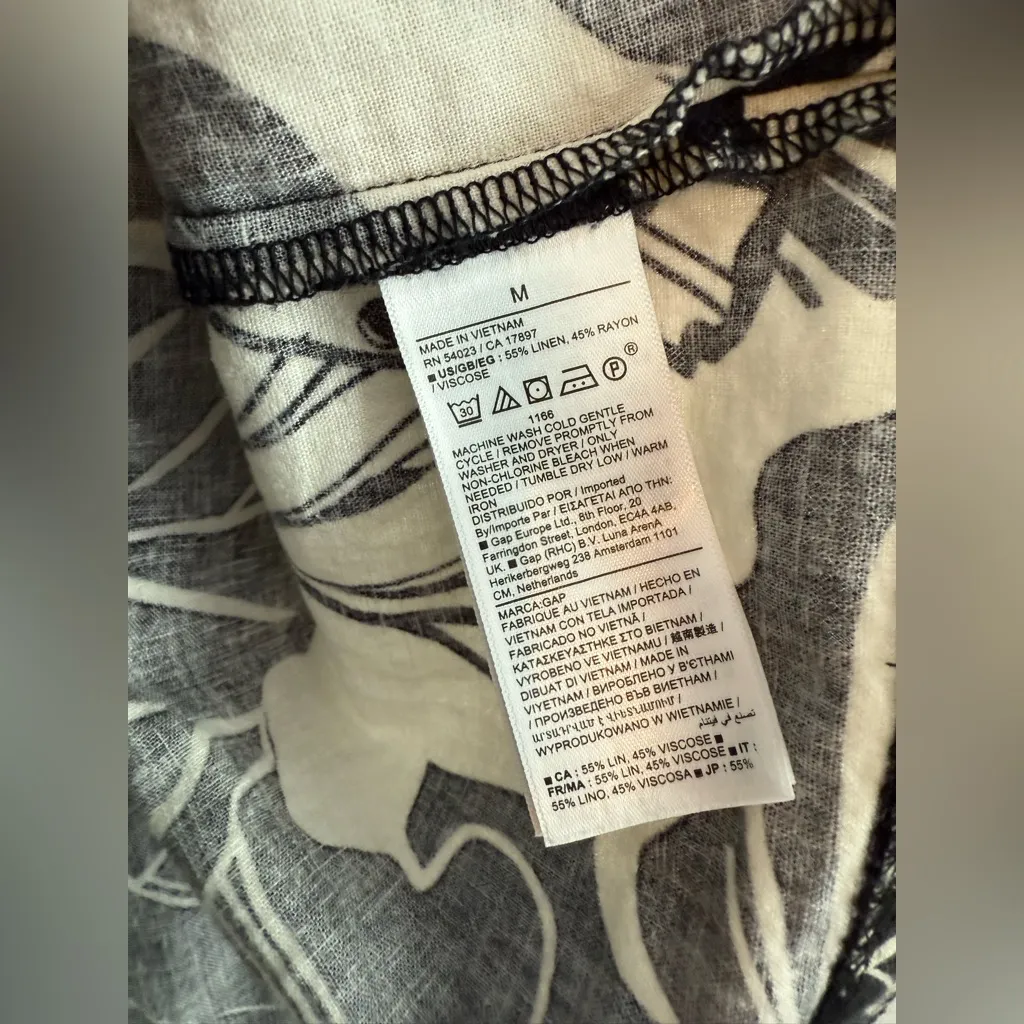 M
MADE IN VIETNAM
RN 54023 / CA 17897
■ US/GB/EG : 55% LINEN, 45% RAYON
/ VISCOSE
30 P ®
1166
MACHINE WASH COLD GENTLE
CYCLE / REMOVE PROMPTLY FROM
WASHER AND DRYER / ONLY
NON-CHLORINE BLEACH WHEN
NEEDED / TUMBLE DRY LOW / WARM
IRON
DISTRIBUIDO POR / Imported
By/Importe Par / ΕΙΣΑΓΕΤΑΙ ΑΠΟ ΤΗΝ:
■ Gap Europe Ltd., 8th Floor, 20
Farringdon Street, London, EC4A 4AB,
UK. ■ Gap (RHC) B.V. Luna ArenA
Herikerbergweg 238 Amsterdam 1101
CM, Netherlands
MARCA:GAP
FABRIQUE AU VIETNAM / HECHO EN
VIETNAM CON TELA IMPORTADA /
FABRICADO NO VIETNÃ /
ΚΑΤΑΣΚΕΥΑΣΤΗΚΕ ΣΤΟ ΒΙΕΤΝΑΜ /
VYROBENO VE VIETNAMU / 越南製造 /
DIBUAT DI VIETNAM / MADE IN
VIYETNAM / ВИРОБЛЕНО У В'ЄТНАМІ
/ ПРОИЗВЕДЕНО ВЪВ ВИЕТНАМ /
ԱՐՏԱԴՐՎԱԾ Է ՎԻԵՏՆԱՄՈՒՄ / تصنع في فيتنام
WYPRODUKOWANO W WIETNAMIE /
■ CA : 55% LIN, 45% VISCOSE ■
FR/MA : 55% LIN, 45% VISCOSE ■ IT :
55% LINO, 45% VISCOSA ■ JP : 55%